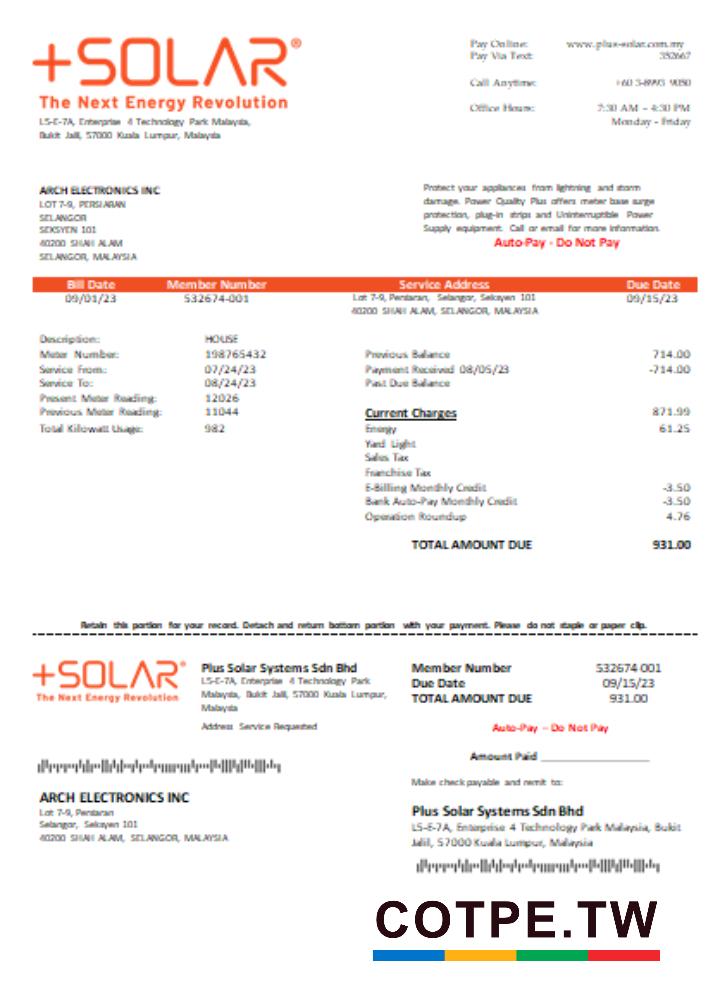 +SOLAR®
The Next Energy Revolution
L5-E-7A, Enterprise 4 Technology Park Malaysia,
Bukit Jalil, 57000 Kuala Lumpur, Malaysia
Pay Online: www.plus-solar.com.my
Pay Via Text: 352667
Call Anytime: +60 3-8993 9050
Office Hours: 7:30 AM – 4:30 PM
Monday - Friday
ARCH ELECTRONICS INC
LOT 7-9, PERSIARAN
SELANGOR
SEKSYEN 101
40200 SHAH ALAM
SELANGOR, MALAYSIA
Protect your appliances from lightning and storm
damage. Power Quality Plus offers meter base surge
protection, plug-in strips and Uninterruptible Power
Supply equipment. Call or email for more information.
Auto-Pay - Do Not Pay
Bill Date Member Number Service Address Due Date
09/01/23 532674-001 Lot 7-9, Persiaran, Selangor, Seksyen 101 09/15/23
40200 SHAH ALAM, SELANGOR, MALAYSIA
Description: HOUSE
Meter Number: 198765432
Service From: 07/24/23
Service To: 08/24/23
Present Meter Reading: 12026
Previous Meter Reading: 11044
Total Kilowatt Usage: 982
Previous Balance 714.00
Payment Received 08/05/23 -714.00
Past Due Balance
Current Charges 871.99
Energy 61.25
Yard Light
Sales Tax
Franchise Tax
E-Billing Monthly Credit -3.50
Bank Auto-Pay Monthly Credit -3.50
Operation Roundup 4.76
TOTAL AMOUNT DUE 931.00
Retain this portion for your record. Detach and return bottom portion with your payment. Please do not staple or paper clip.
+SOLAR®
The Next Energy Revolution
Plus Solar Systems Sdn Bhd
L5-E-7A, Enterprise 4 Technology Park
Malaysia, Bukit Jalil, 57000 Kuala Lumpur,
Malaysia
Address Service Requested
Member Number 532674-001
Due Date 09/15/23
TOTAL AMOUNT DUE 931.00
Auto-Pay – Do Not Pay
Amount Paid ____________________
ARCH ELECTRONICS INC
Lot 7-9, Persiaran
Selangor, Seksyen 101
40200 SHAH ALAM, SELANGOR, MALAYSIA
Make check payable and remit to:
Plus Solar Systems Sdn Bhd
L5-E-7A, Enterprise 4 Technology Park Malaysia, Bukit
Jalil, 57000 Kuala Lumpur, Malaysia
COTPE.TW